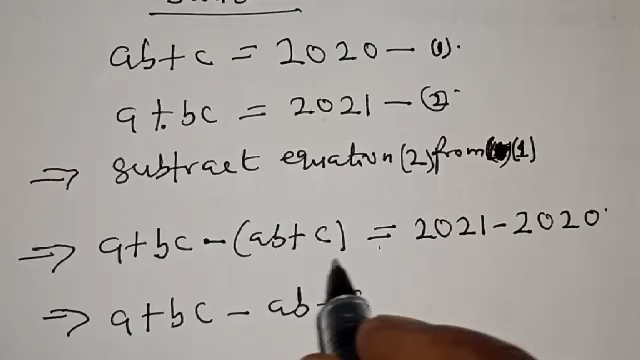 ab+c = 2020 — (1).
a+bc = 2021 — (2)
⇒ subtract equation (2) from (1)
⇒ a+bc - (ab+c) = 2021 - 2020
⇒ a+bc - ab -